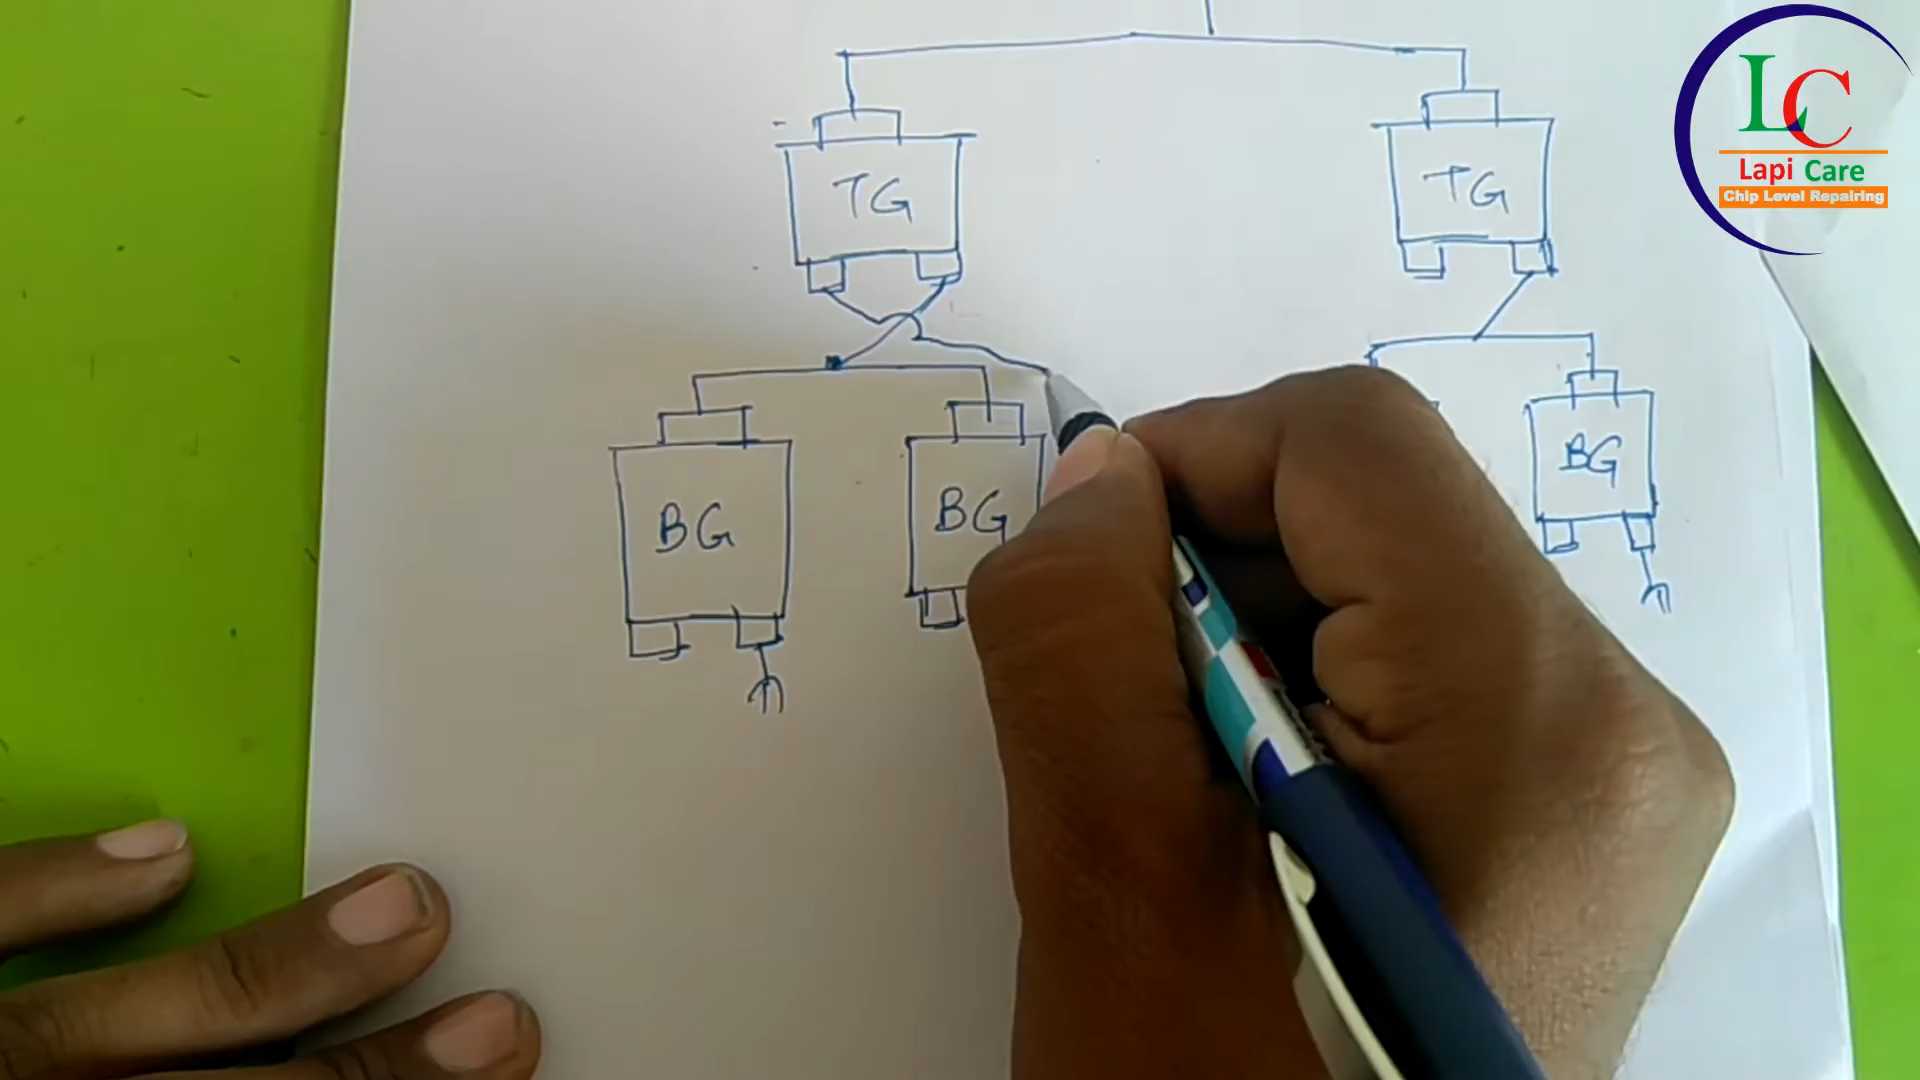 LC
Lapi Care
Chip Level Repairing
TG
TG
BG
BG
BG